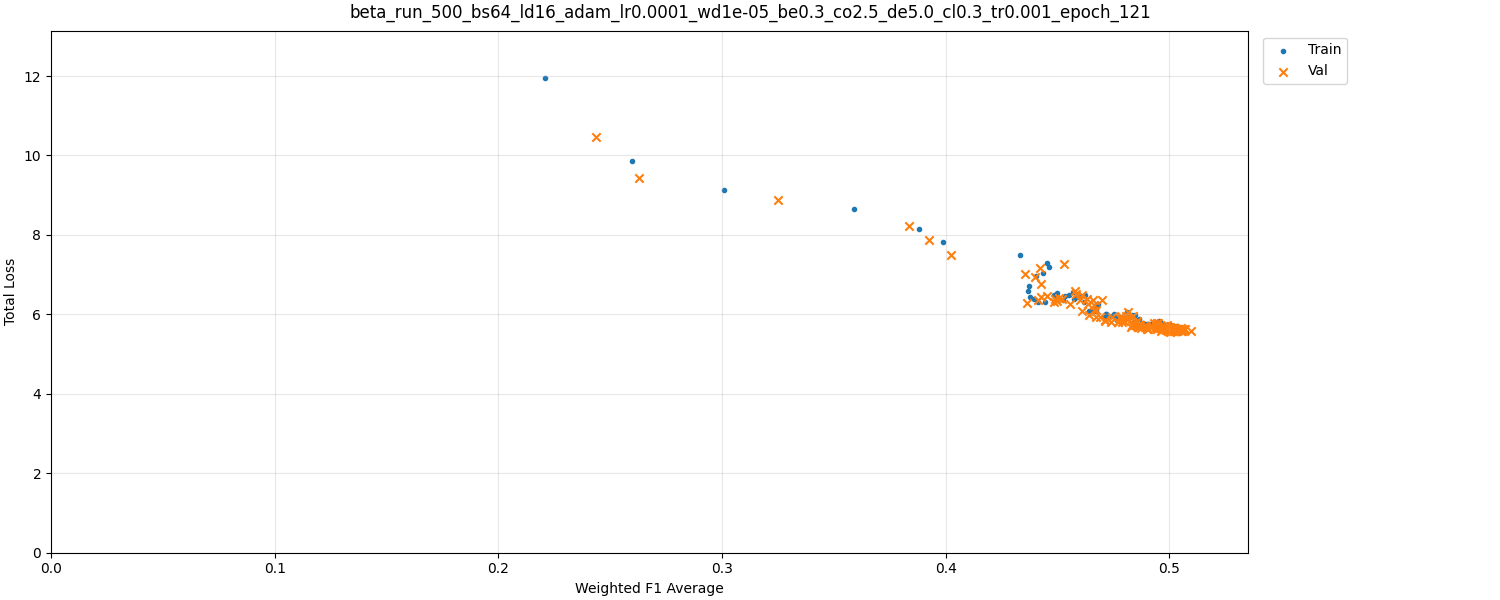 beta_run_500_bs64_ld16_adam_lr0.0001_wd1e-05_be0.3_co2.5_de5.0_cl0.3_tr0.001_epoch_121
Train
Val
12
10
8
6
4
2
0
Total Loss
0.0 0.1 0.2 0.3 0.4 0.5
Weighted F1 Average